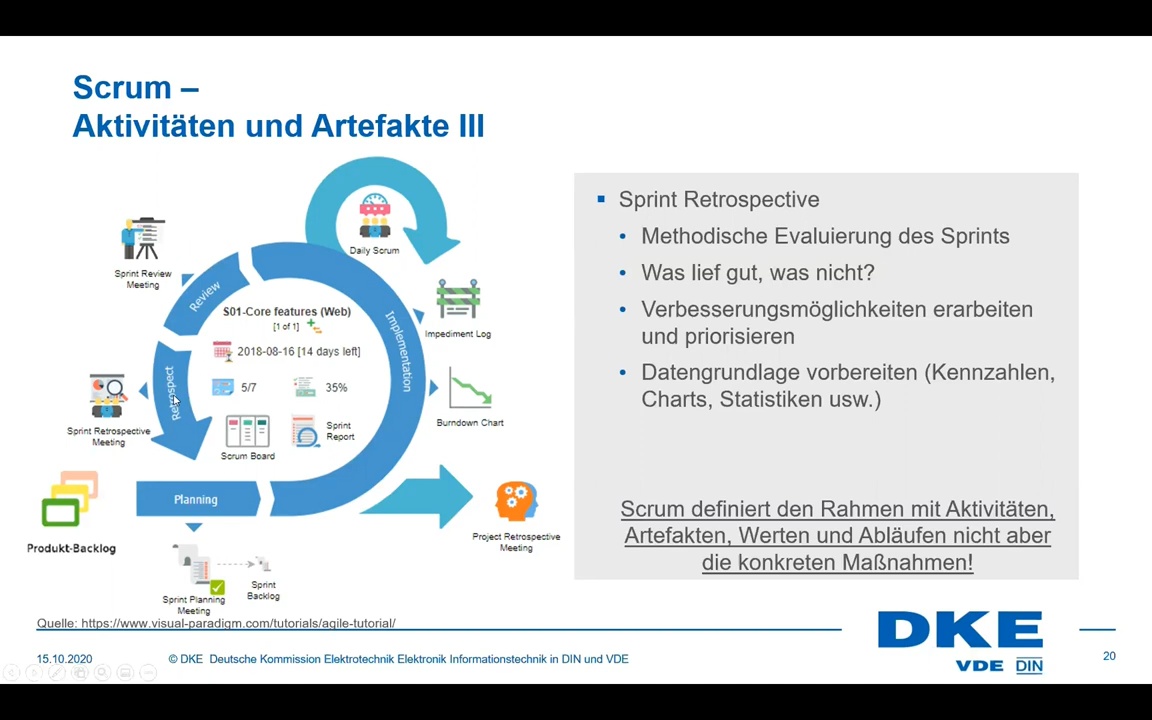 Scrum –
Aktivitäten und Artefakte III
Daily Scrum
Sprint Review
Meeting
Review
S01-Core features (Web)
[1 of 1]
2018-08-16 [14 days left]
5/7
35%
Scrum Board
Sprint
Report
Implementation
Impediment Log
Burndown Chart
Retrospect
Sprint Retrospective
Meeting
Planning
Produkt-Backlog
Project Retrospective
Meeting
Sprint Planning
Meeting
Sprint
Backlog
Sprint Retrospective
Methodische Evaluierung des Sprints
Was lief gut, was nicht?
Verbesserungsmöglichkeiten erarbeiten
und priorisieren
Datengrundlage vorbereiten (Kennzahlen,
Charts, Statistiken usw.)
Scrum definiert den Rahmen mit Aktivitäten,
Artefakten, Werten und Abläufen nicht aber
die konkreten Maßnahmen!
Quelle: https://www.visual-paradigm.com/tutorials/agile-tutorial/
DKE
VDE DIN
15.10.2020
© DKE Deutsche Kommission Elektrotechnik Elektronik Informationstechnik in DIN und VDE
20